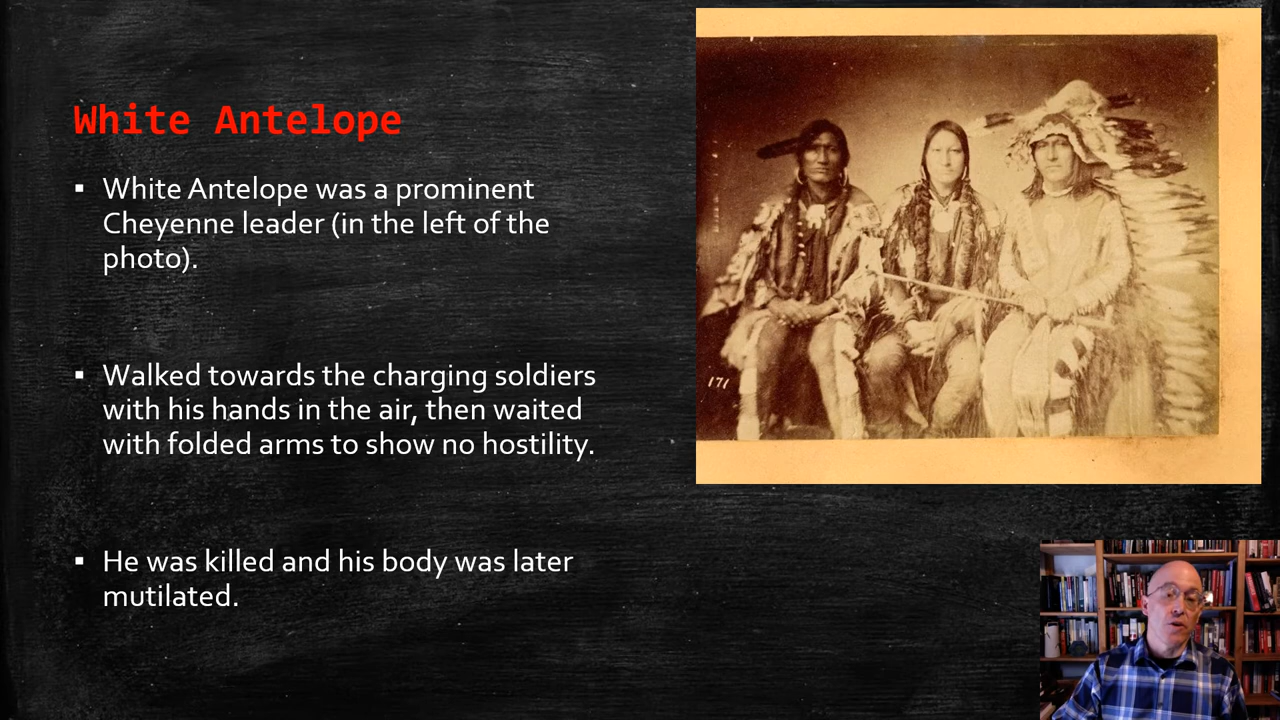 White Antelope
▪ White Antelope was a prominent
Cheyenne leader (in the left of the
photo).
▪ Walked towards the charging soldiers
with his hands in the air, then waited
with folded arms to show no hostility.
▪ He was killed and his body was later
mutilated.
171